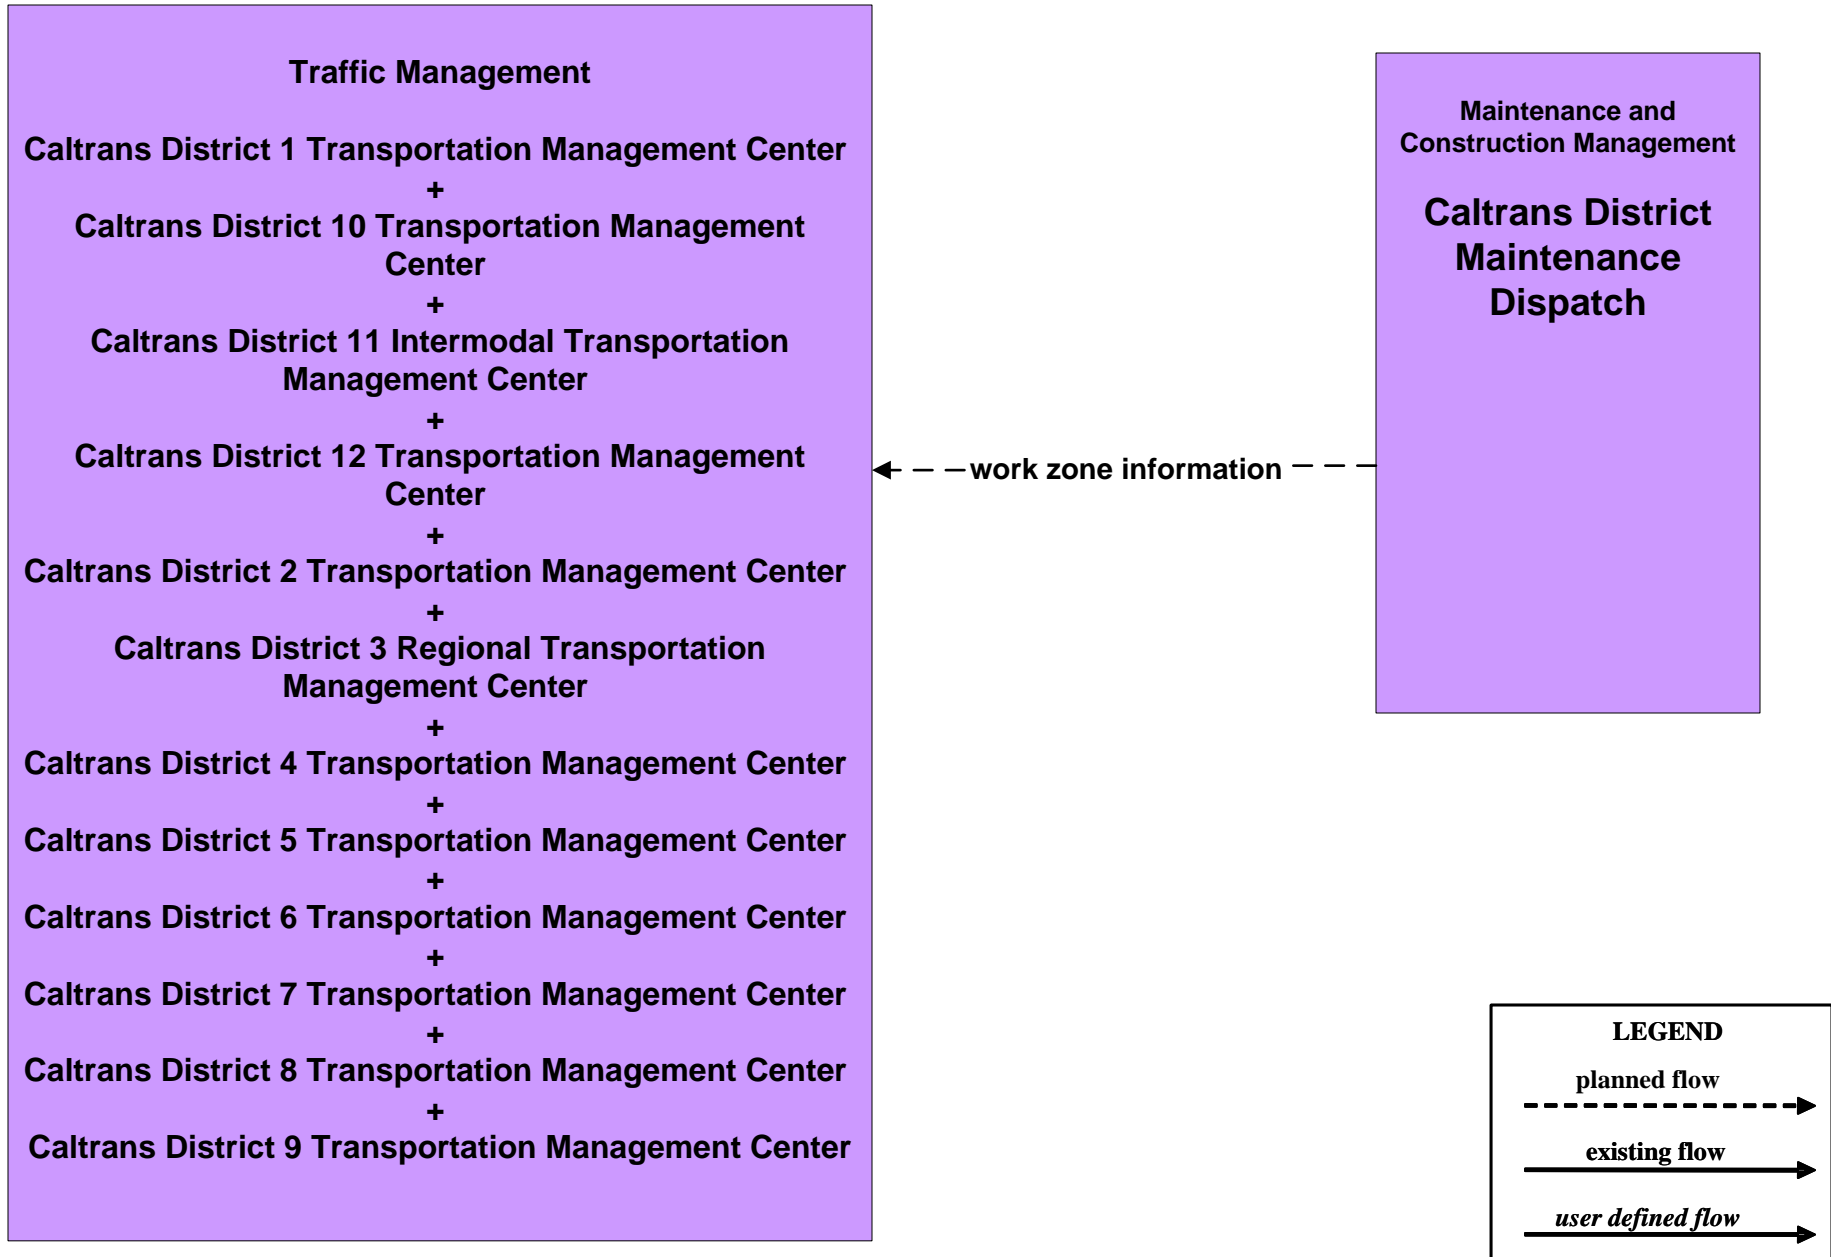 Traffic Management
Caltrans District 1 Transportation Management Center
+
Caltrans District 10 Transportation Management
Center
+
Caltrans District 11 Intermodal Transportation
Management Center
+
Caltrans District 12 Transportation Management
Center
+
Caltrans District 2 Transportation Management Center
+
Caltrans District 3 Regional Transportation
Management Center
+
Caltrans District 4 Transportation Management Center
+
Caltrans District 5 Transportation Management Center
+
Caltrans District 6 Transportation Management Center
+
Caltrans District 7 Transportation Management Center
+
Caltrans District 8 Transportation Management Center
+
Caltrans District 9 Transportation Management Center
work zone information
Maintenance and
Construction Management
Caltrans District
Maintenance
Dispatch
LEGEND
planned flow
existing flow
user defined flow